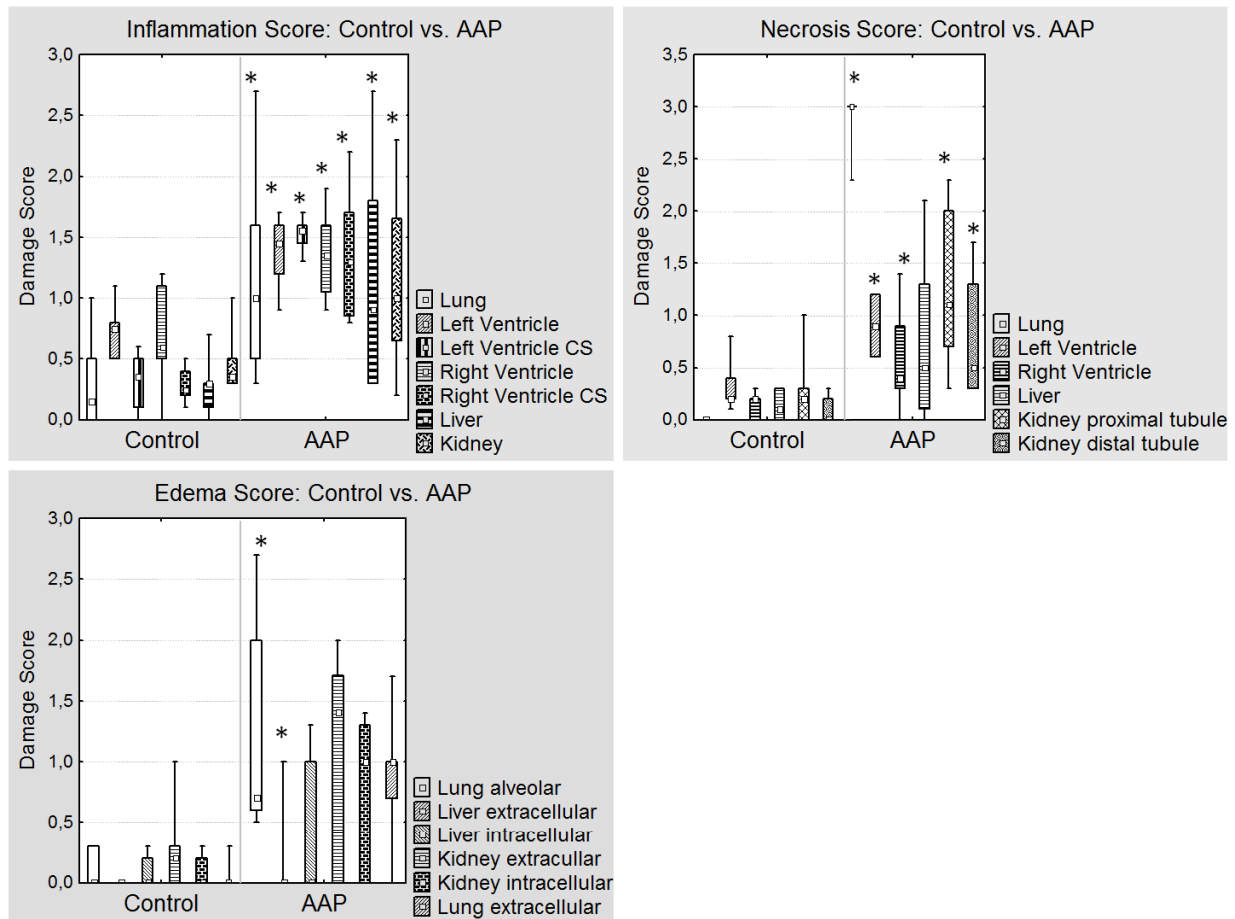 Inflammation Score: Control vs. AAP
Damage Score
3,0
2,5
2,0
1,5
1,0
0,5
0,0
* * * * * * *
Control
AAP
Lung
Left Ventricle
Left Ventricle CS
Right Ventricle
Right Ventricle CS
Liver
Kidney
Necrosis Score: Control vs. AAP
Damage Score
3,5
3,0
2,5
2,0
1,5
1,0
0,5
0,0
* * * * *
Control
AAP
Lung
Left Ventricle
Right Ventricle
Liver
Kidney proximal tubule
Kidney distal tubule
Edema Score: Control vs. AAP
Damage Score
3,0
2,5
2,0
1,5
1,0
0,5
0,0
* *
Control
AAP
Lung alveolar
Liver extracellular
Liver intracellular
Kidney extracullar
Kidney intracellular
Lung extracellular